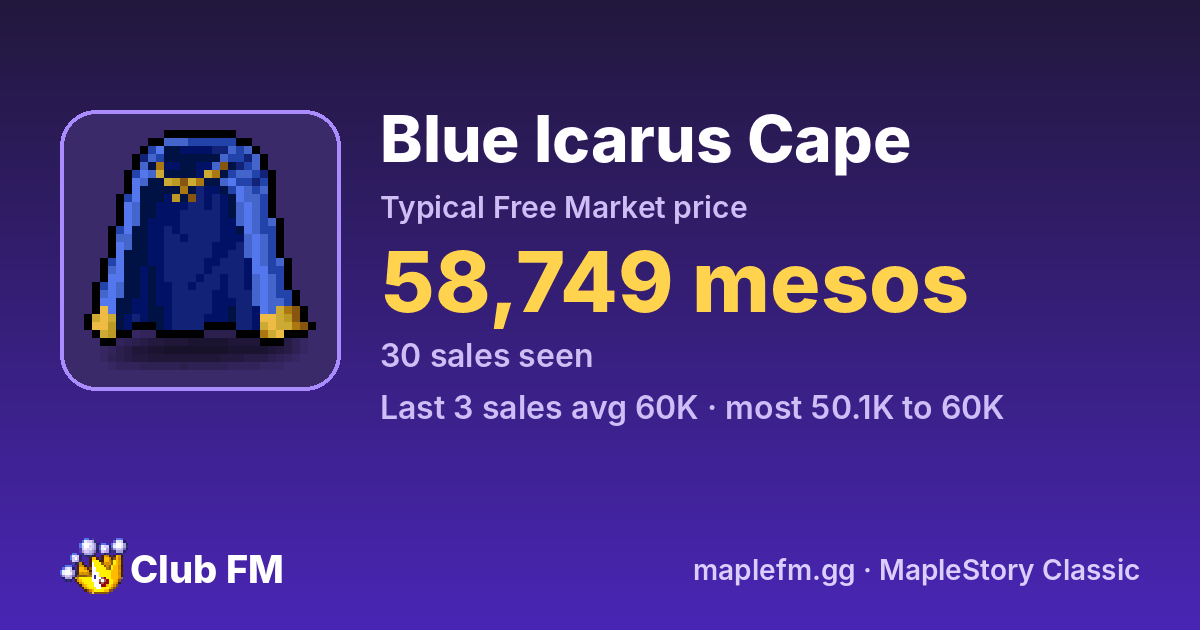 Blue Icarus Cape
Typical Free Market price
58,749 mesos
30 sales seen
Last 3 sales avg 60K · most 50.1K to 60K
Club FM
maplefm.gg · MapleStory Classic